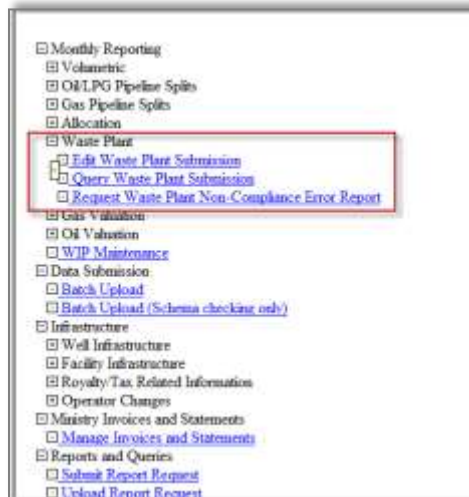 Monthly Reporting
Volumetric
Oil/LPG Pipeline Splits
Gas Pipeline Splits
Allocation
Waste Plant
Edit Waste Plant Submission
Query Waste Plant Submission
Request Waste Plant Non-Compliance Error Report
Gas Valuation
Oil Valuation
WIP Maintenance
Data Submission
Batch Upload
Batch Upload (Schema checking only)
Infrastructure
Well Infrastructure
Facility Infrastructure
Royalty/Tax Related Information
Operator Changes
Ministry Invoices and Statements
Manage Invoices and Statements
Reports and Queries
Submit Report Request
Upload Report Request